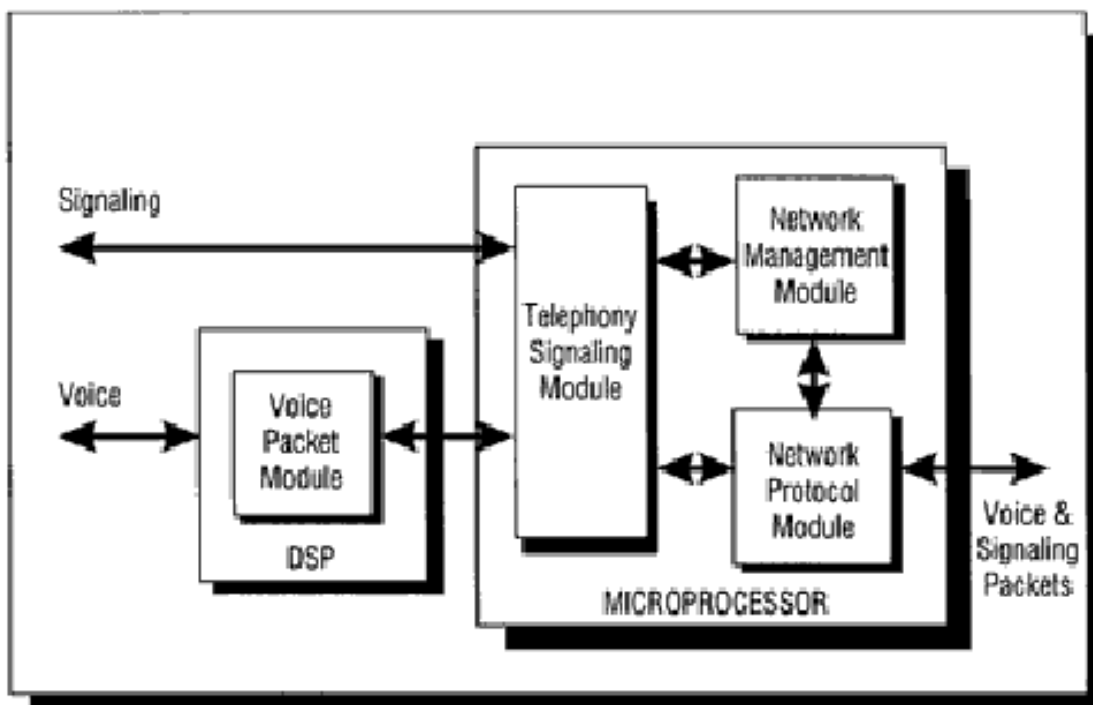 Signaling
Network
Management
Module
Telephony
Signaling
Module
Voice
Voice
Packet
Module
DSP
Network
Protocol
Module
Voice &
Signaling
Packets
MICROPROCESSOR